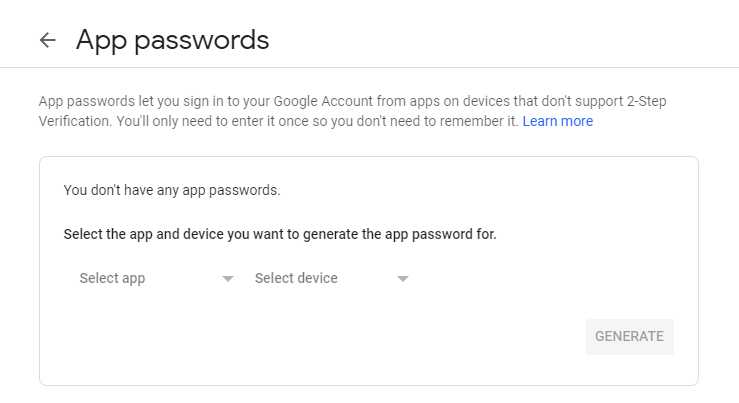 App passwords
App passwords let you sign in to your Google Account from apps on devices that don't support 2-Step
Verification. You'll only need to enter it once so you don't need to remember it. Learn more
You don't have any app passwords.
Select the app and device you want to generate the app password for.
Select app Select device
GENERATE